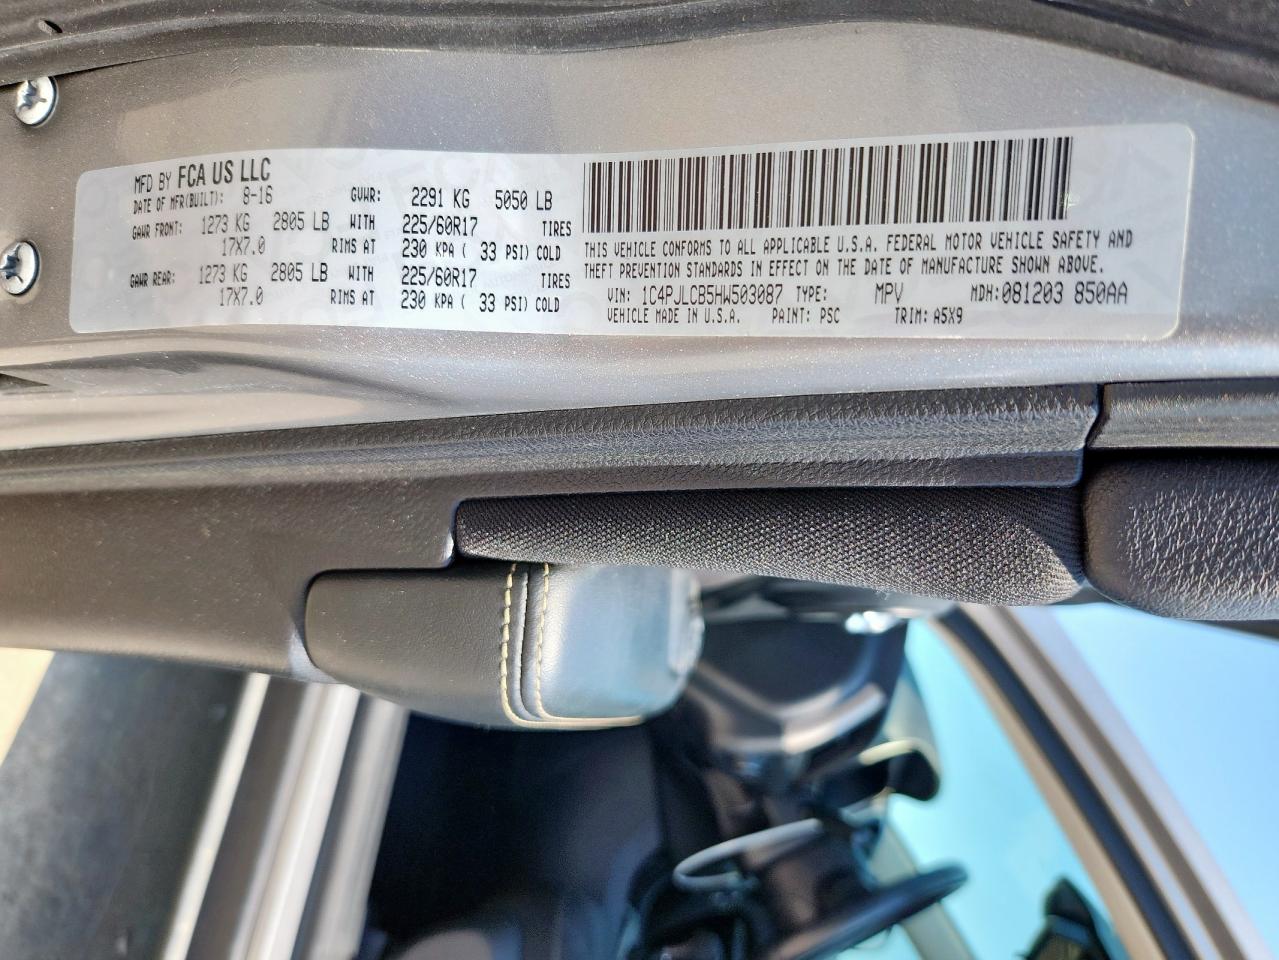 MFD BY FCA US LLC
DATE OF MFR(BUILT): 8-16 GVWR: 2291 KG 5050 LB
GAWR FRONT: 1273 KG 2805 LB WITH 225/60R17 TIRES
17X7.0 RIMS AT 230 KPA ( 33 PSI) COLD
GAWR REAR: 1273 KG 2805 LB WITH 225/60R17 TIRES
17X7.0 RIMS AT 230 KPA ( 33 PSI) COLD
THIS VEHICLE CONFORMS TO ALL APPLICABLE U.S.A. FEDERAL MOTOR VEHICLE SAFETY AND
THEFT PREVENTION STANDARDS IN EFFECT ON THE DATE OF MANUFACTURE SHOWN ABOVE.
VIN: 1C4PJLCB5HW503087 TYPE: MPV MDH:081203 850AA
VEHICLE MADE IN U.S.A. PAINT: PSC TRIM: A5X9